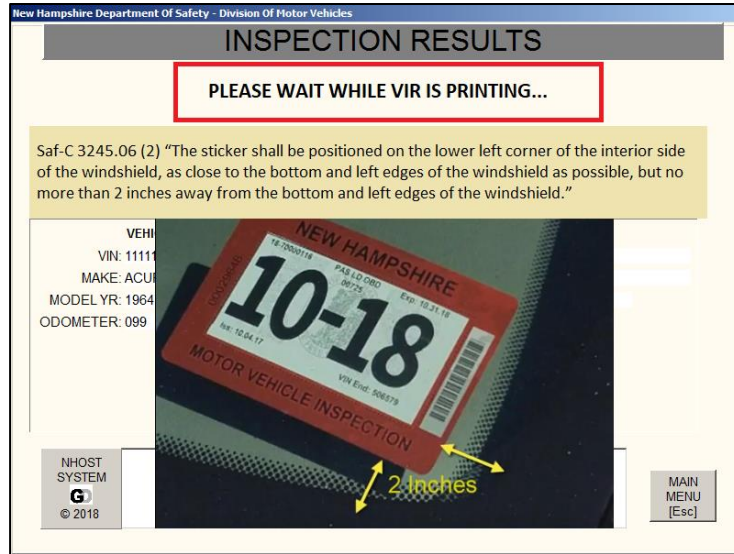 New Hampshire Department Of Safety - Division Of Motor Vehicles
INSPECTION RESULTS
PLEASE WAIT WHILE VIR IS PRINTING...
Saf-C 3245.06 (2) “The sticker shall be positioned on the lower left corner of the interior side
of the windshield, as close to the bottom and left edges of the windshield as possible, but no
more than 2 inches away from the bottom and left edges of the windshield.”
VEHI
VIN: 11111
MAKE: ACU
MODEL YR: 1964
ODOMETER: 099
NEW HAMPSHIRE
PAS LD OBD
06725
Exp: 10.31.18
10-18
Iss: 10.04.17
VIN End: 506579
MOTOR VEHICLE INSPECTION
2 Inches
NHOST
SYSTEM
© 2018
MAIN
MENU
[Esc]